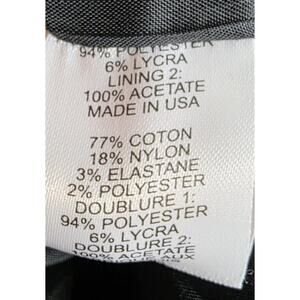 94% POLYESTER
6% LYCRA
LINING 2:
100% ACETATE
MADE IN USA
77% COTON
18% NYLON
3% ELASTANE
2% POLYESTER
DOUBLURE 1:
94% POLYESTER
6% LYCRA
DOUBLURE 2:
100% ACETATE
AUX